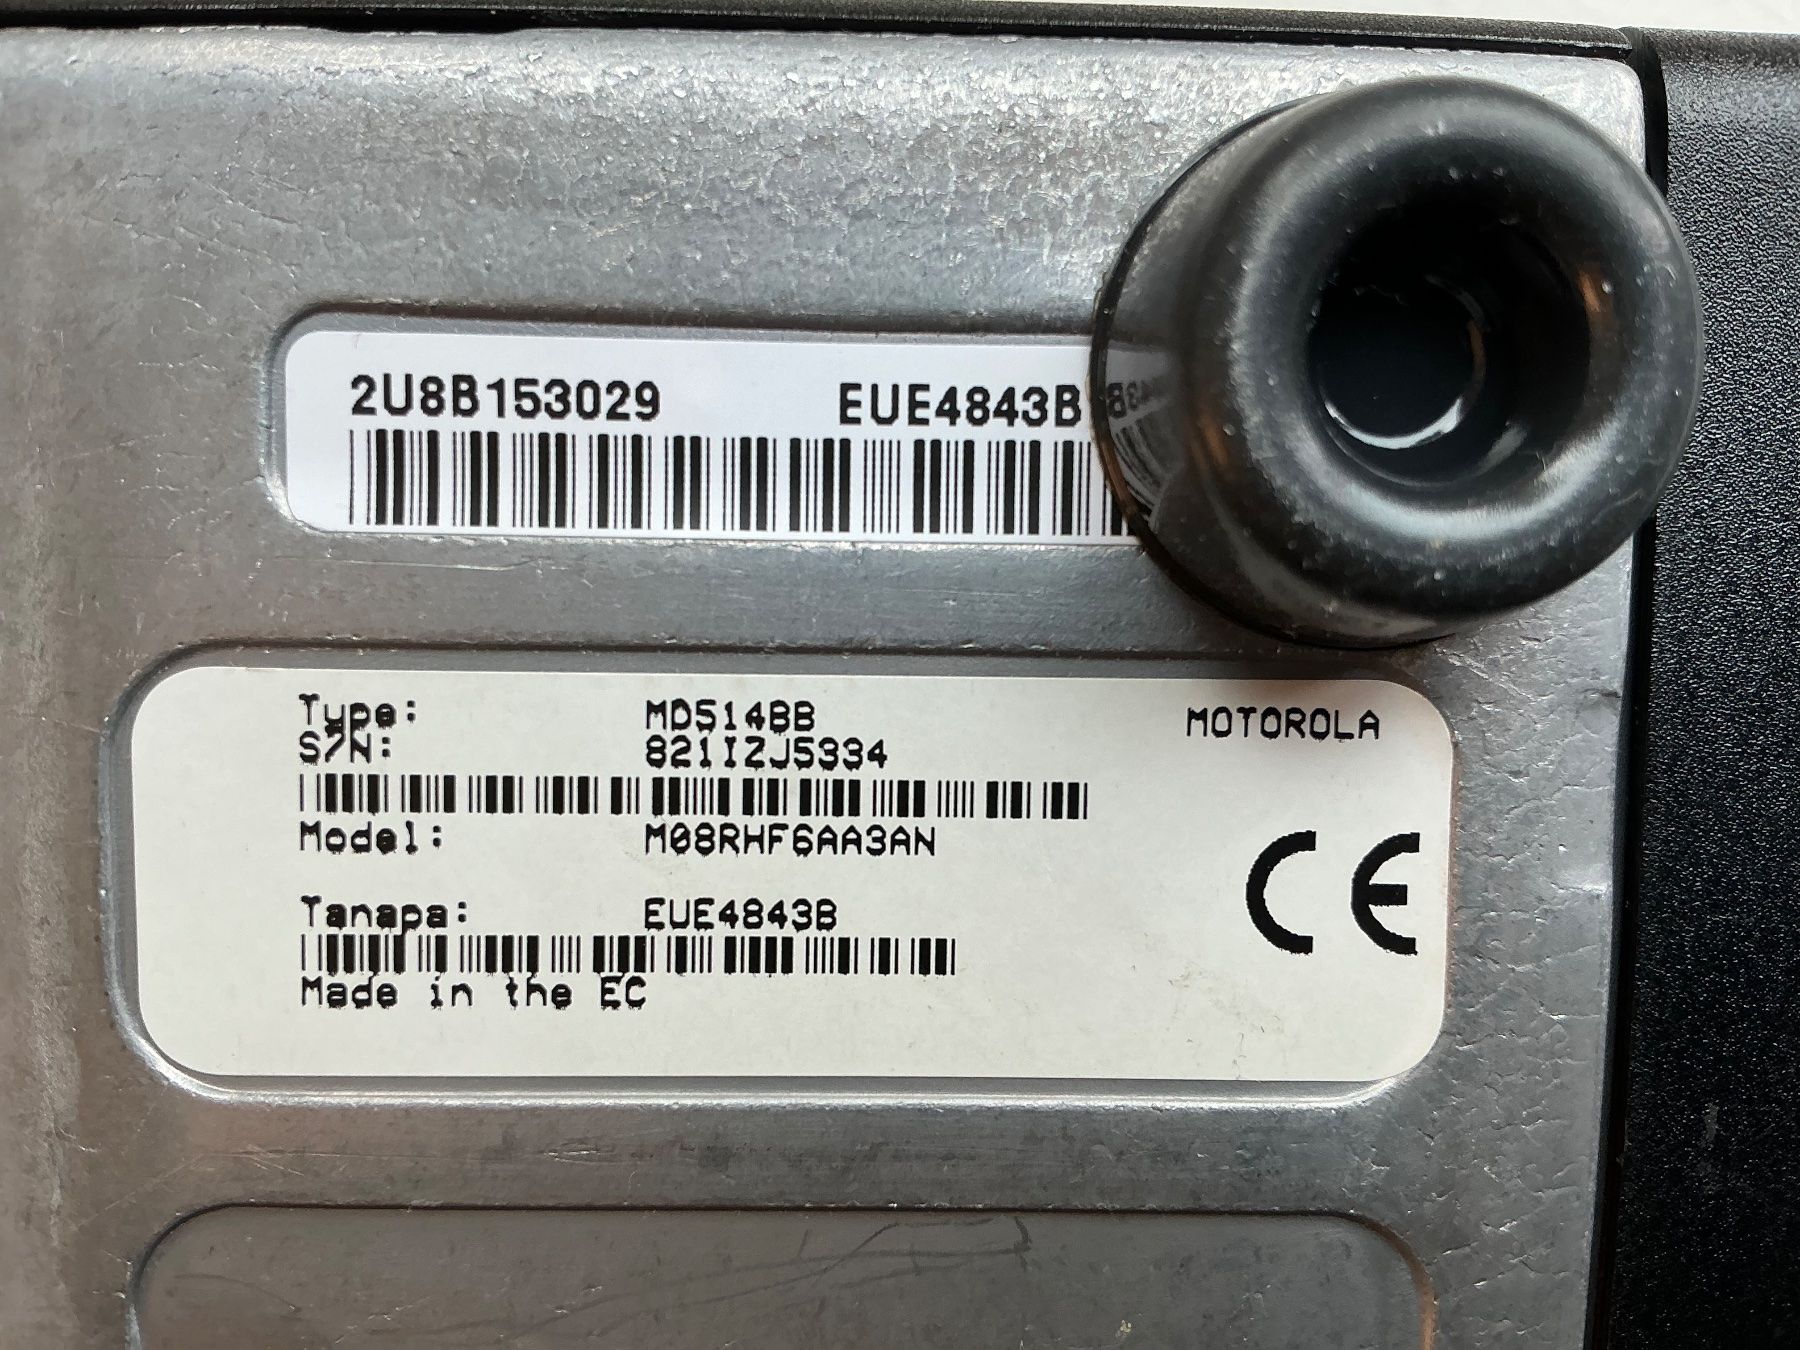 2U8B153029 EUE4843B
Type: MD514BB MOTOROLA
S/N: 821IZJ5334
Model: M08RHF6AA3AN
CE
Tanapa: EUE4843B
Made in the EC